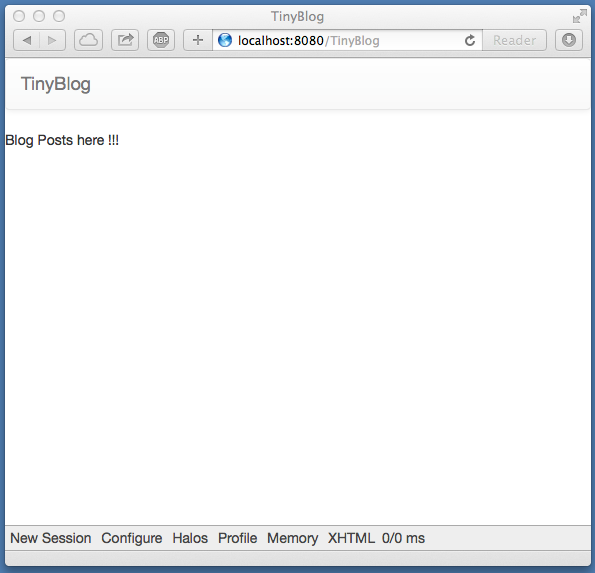 TinyBlog
ABP
localhost:8080/TinyBlog
Reader
TinyBlog
Blog Posts here !!!
New Session Configure Halos Profile Memory XHTML 0/0 ms